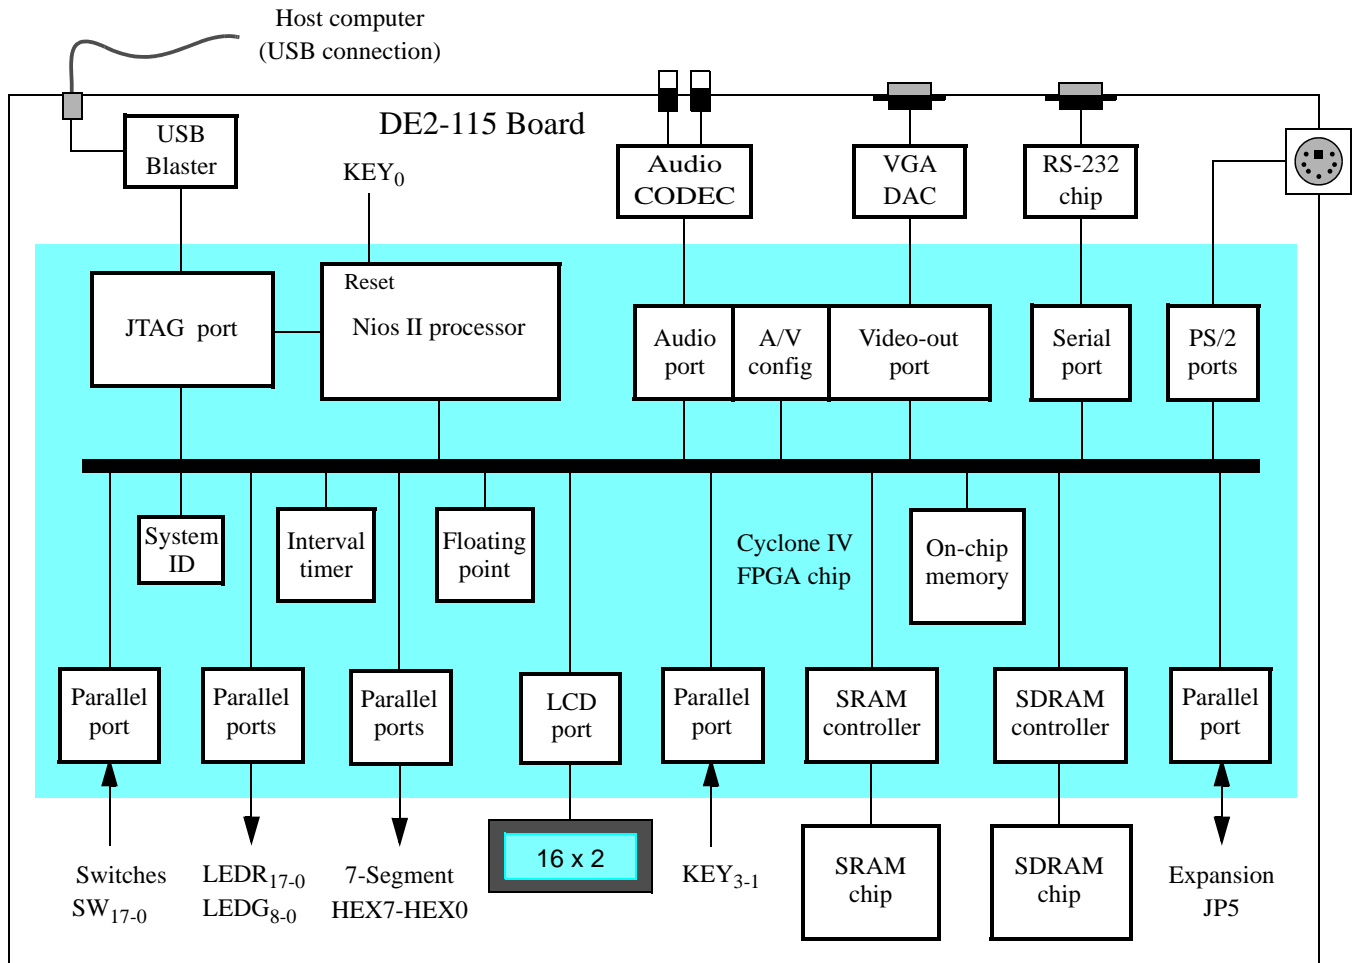 Host computer
(USB connection)
DE2-115 Board
USB
Blaster
KEY0
Audio
CODEC
VGA
DAC
RS-232
chip
Reset
JTAG port
Nios II processor
Audio
port
A/V
config
Video-out
port
Serial
port
PS/2
ports
System
ID
Interval
timer
Floating
point
Cyclone IV
FPGA chip
On-chip
memory
Parallel
port
Parallel
ports
Parallel
ports
LCD
port
Parallel
port
SRAM
controller
SDRAM
controller
Parallel
port
16 x 2
Switches
SW17-0
LEDR17-0
LEDG8-0
7-Segment
HEX7-HEX0
KEY3-1
SRAM
chip
SDRAM
chip
Expansion
JP5